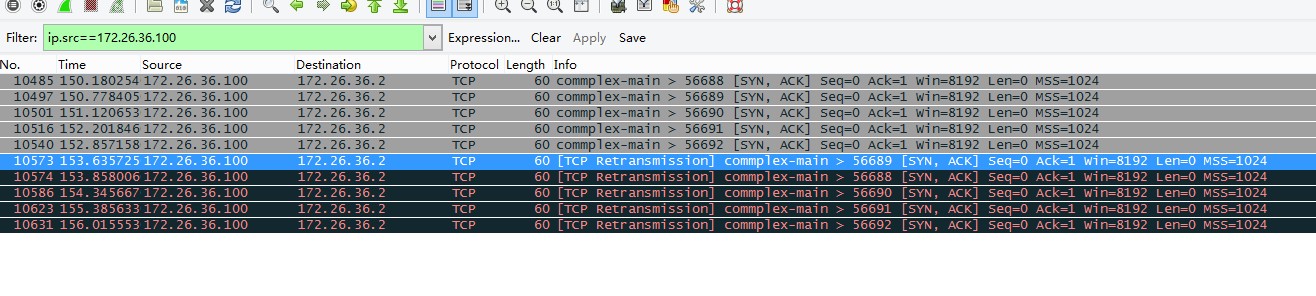 Filter: ip.src==172.26.36.100 Expression... Clear Apply Save
No. Time Source Destination Protocol Length Info
10485 150.180254 172.26.36.100 172.26.36.2 TCP 60 commplex-main > 56688 [SYN, ACK] Seq=0 Ack=1 Win=8192 Len=0 MSS=1024
10497 150.778405 172.26.36.100 172.26.36.2 TCP 60 commplex-main > 56689 [SYN, ACK] Seq=0 Ack=1 Win=8192 Len=0 MSS=1024
10501 151.120653 172.26.36.100 172.26.36.2 TCP 60 commplex-main > 56690 [SYN, ACK] Seq=0 Ack=1 Win=8192 Len=0 MSS=1024
10516 152.201846 172.26.36.100 172.26.36.2 TCP 60 commplex-main > 56691 [SYN, ACK] Seq=0 Ack=1 Win=8192 Len=0 MSS=1024
10540 152.857158 172.26.36.100 172.26.36.2 TCP 60 commplex-main > 56692 [SYN, ACK] Seq=0 Ack=1 Win=8192 Len=0 MSS=1024
10573 153.635725 172.26.36.100 172.26.36.2 TCP 60 [TCP Retransmission] commplex-main > 56689 [SYN, ACK] Seq=0 Ack=1 Win=8192 Len=0 MSS=1024
10574 153.858006 172.26.36.100 172.26.36.2 TCP 60 [TCP Retransmission] commplex-main > 56688 [SYN, ACK] Seq=0 Ack=1 Win=8192 Len=0 MSS=1024
10586 154.345667 172.26.36.100 172.26.36.2 TCP 60 [TCP Retransmission] commplex-main > 56690 [SYN, ACK] Seq=0 Ack=1 Win=8192 Len=0 MSS=1024
10623 155.385633 172.26.36.100 172.26.36.2 TCP 60 [TCP Retransmission] commplex-main > 56691 [SYN, ACK] Seq=0 Ack=1 Win=8192 Len=0 MSS=1024
10631 156.015553 172.26.36.100 172.26.36.2 TCP 60 [TCP Retransmission] commplex-main > 56692 [SYN, ACK] Seq=0 Ack=1 Win=8192 Len=0 MSS=1024